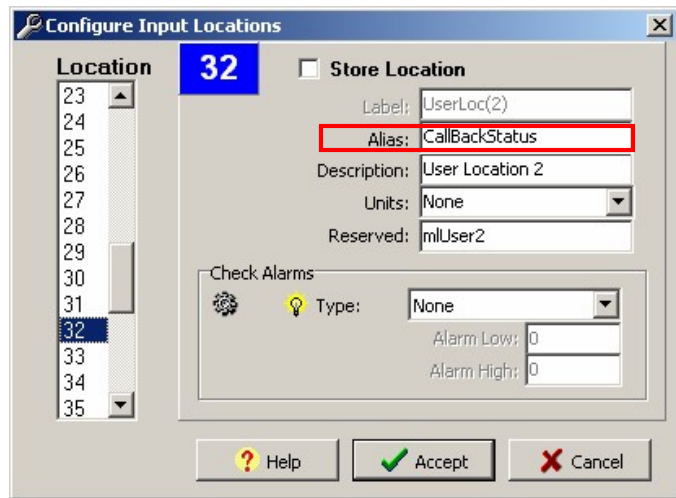 Configure Input Locations
Location
32
Store Location
23
24
25
26
27
28
29
30
31
32
33
34
35
Label: UserLoc(2)
Alias: CallBackStatus
Description: User Location 2
Units: None
Reserved: mlUser2
Check Alarms
Type: None
Alarm Low: 0
Alarm High: 0
? Help
Accept
Cancel